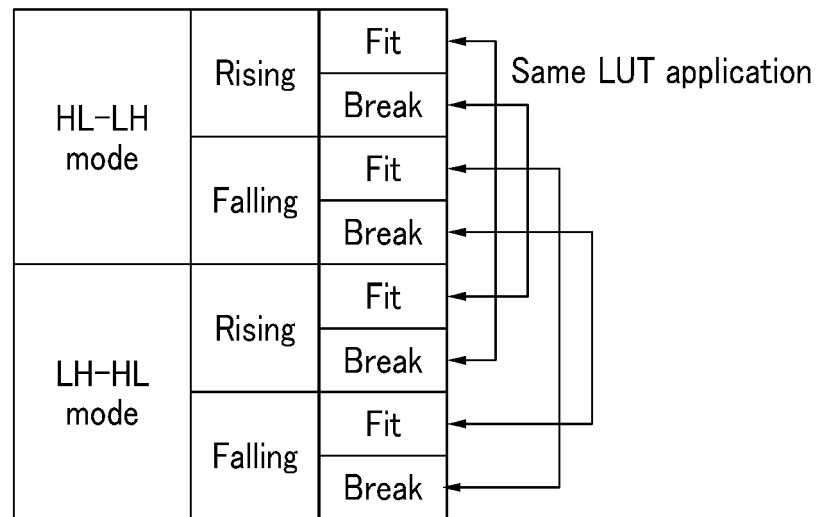 HL-LH
mode
Rising
Fit
Break
Falling
Fit
Break
LH-HL
mode
Rising
Fit
Break
Falling
Fit
Break
Same LUT application